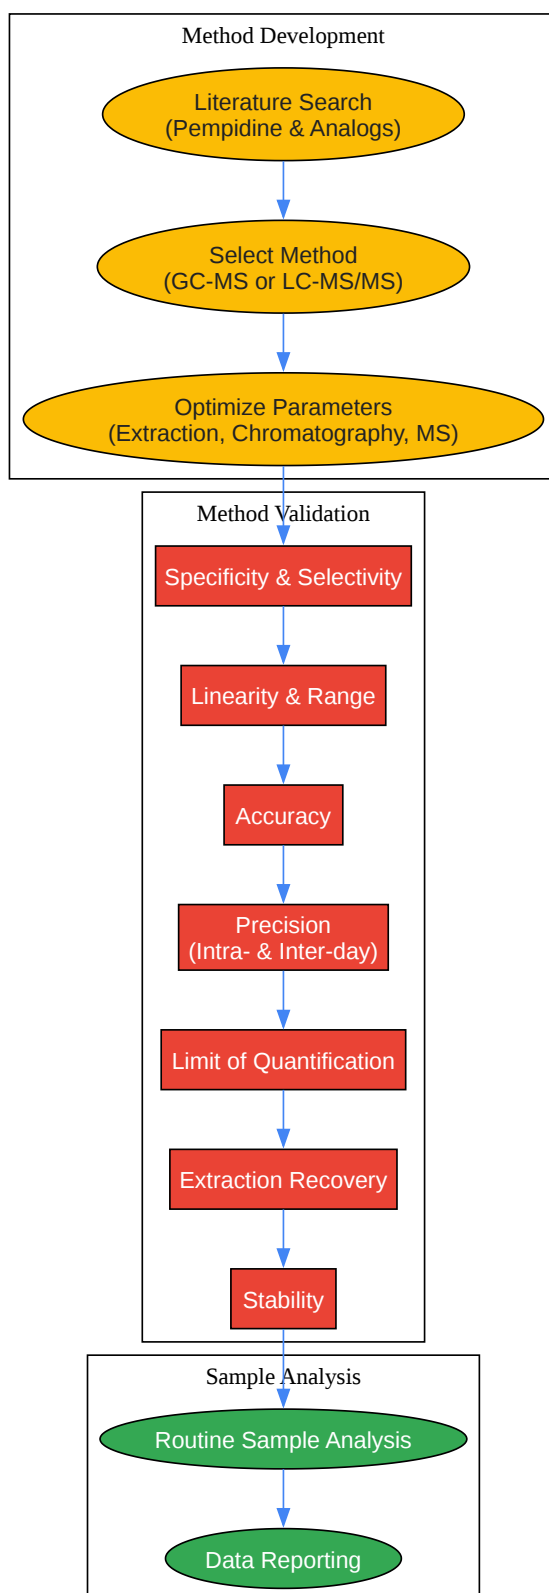 Method Development
Literature Search
(Pempidine & Analogs)
Select Method
(GC-MS or LC-MS/MS)
Optimize Parameters
(Extraction, Chromatography, MS)
Method Validation
Specificity & Selectivity
Linearity & Range
Accuracy
Precision
(Intra- & Inter-day)
Limit of Quantification
Extraction Recovery
Stability
Sample Analysis
Routine Sample Analysis
Data Reporting